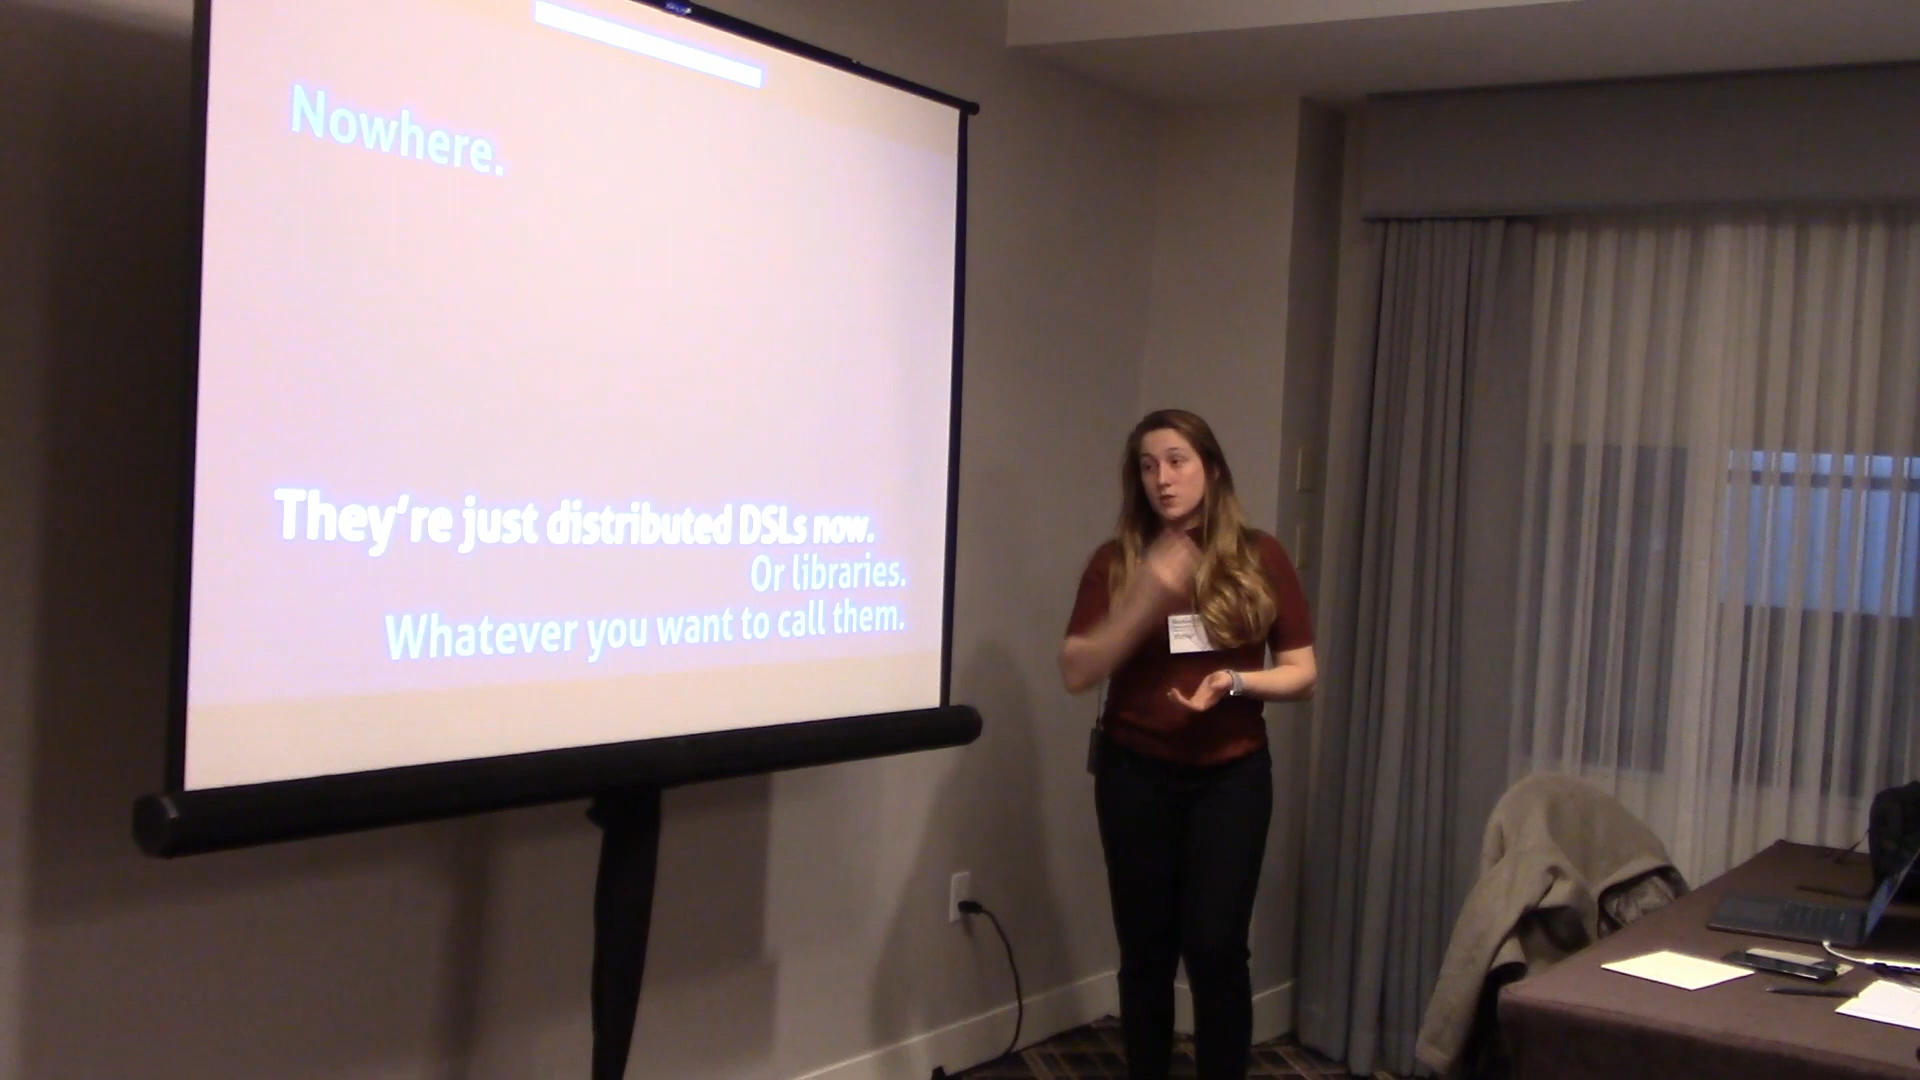 Nowhere.
They're just distributed DSLs now.
Or libraries.
Whatever you want to call them.